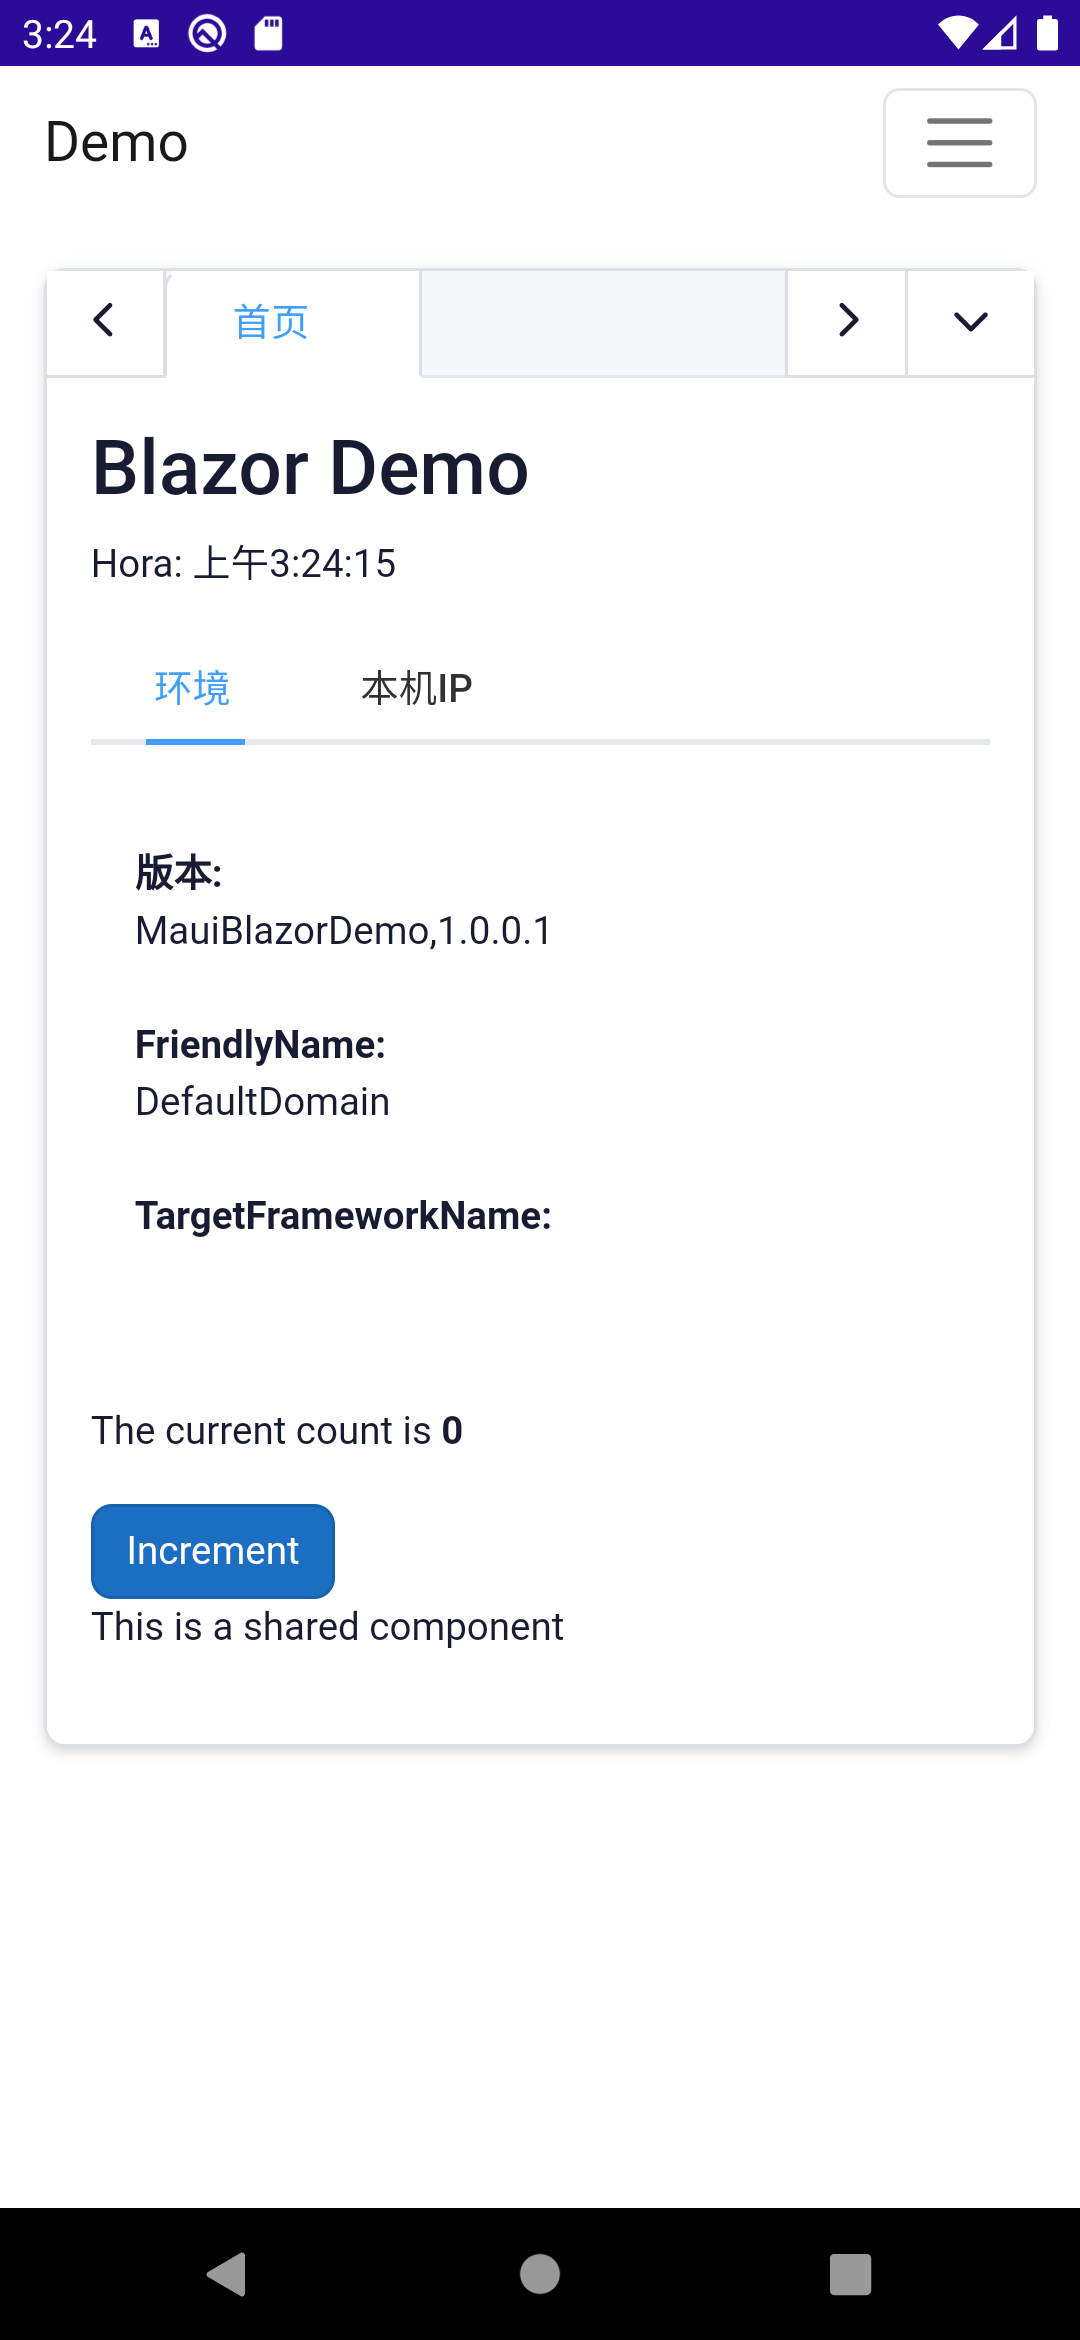 3:24
Demo
首页
Blazor Demo
Hora: 上午3:24:15
环境 本机IP
版本:
MauiBlazorDemo,1.0.0.1
FriendlyName:
DefaultDomain
TargetFrameworkName:
The current count is 0
Increment
This is a shared component